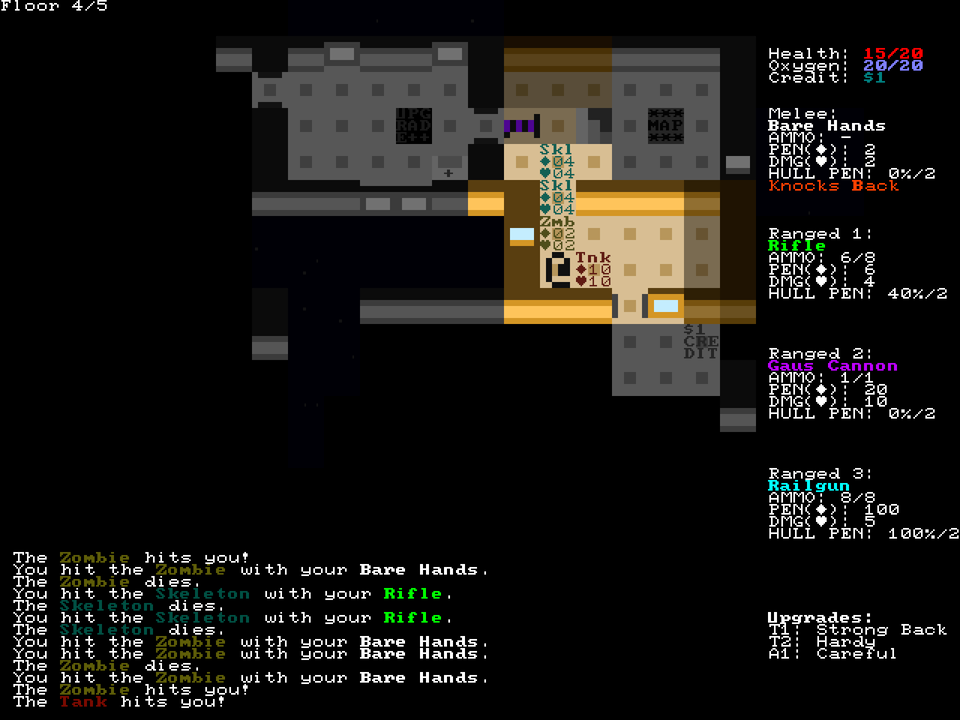 Floor 4/5
Health: 15/20
Oxygen: 20/20
Credit: $1
Melee:
Bare Hands
AMMO: -
PEN(♦): 2
DMG(♥): 2
HULL PEN: 0%/2
Knocks Back
Ranged 1:
Rifle
AMMO: 6/8
PEN(♦): 6
DMG(♥): 4
HULL PEN: 40%/2
Ranged 2:
Gaus Cannon
AMMO: 1/1
PEN(♦): 20
DMG(♥): 10
HULL PEN: 0%/2
Ranged 3:
Railgun
AMMO: 8/8
PEN(♦): 100
DMG(♥): 5
HULL PEN: 100%/2
Upgrades:
T1: Strong Back
T2: Hardy
A1: Careful
UPG
RAD
E++
***
MAP
***
+
Skl
♦04
♥04
Skl
♦04
♥04
Zmb
♦02
♥02
Tnk
♦10
♥10
$1
CRE
DIT
The Zombie hits you!
You hit the Zombie with your Bare Hands.
The Zombie dies.
You hit the Skeleton with your Rifle.
The Skeleton dies.
You hit the Skeleton with your Rifle.
The Skeleton dies.
You hit the Zombie with your Bare Hands.
You hit the Zombie with your Bare Hands.
The Zombie dies.
You hit the Zombie with your Bare Hands.
The Zombie hits you!
The Tank hits you!